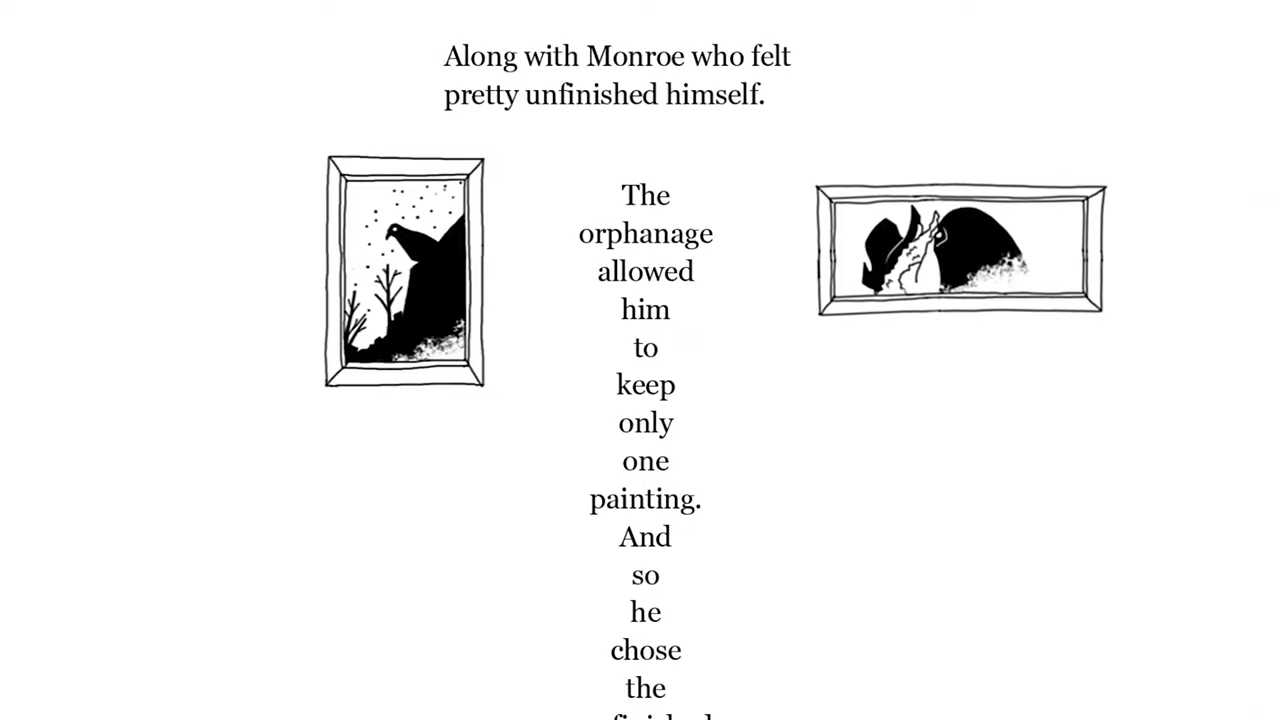 Along with Monroe who felt
pretty unfinished himself.
The
orphanage
allowed
him
to
keep
only
one
painting.
And
so
he
chose
the